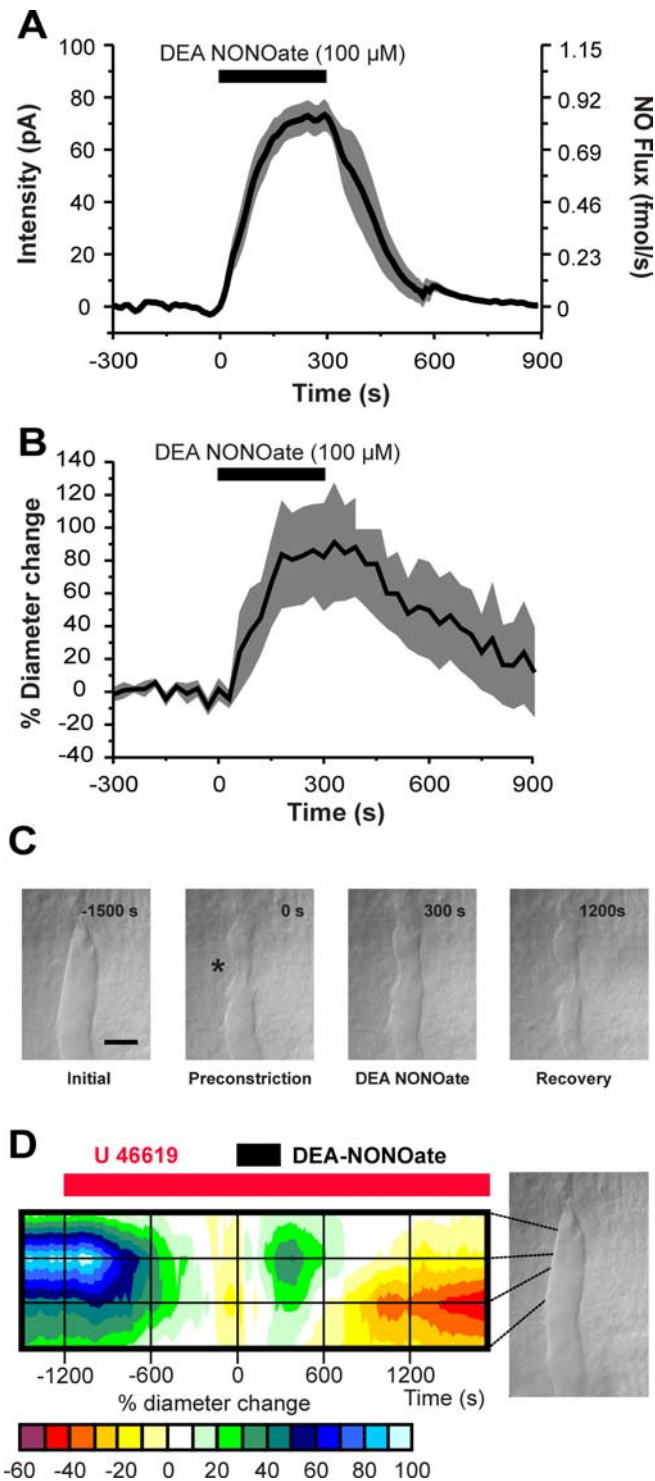 A
DEA NONOate (100 µM)
100
80
60
40
20
0
Intensity (pA)
1.15
0.92
0.69
0.46
0.23
0
NO Flux (fmol/s)
-300 0 300 600 900
Time (s)
B
DEA NONOate (100 µM)
140
120
100
80
60
40
20
0
-20
-40
% Diameter change
-300 0 300 600 900
Time (s)
C
-1500 s 0 s 300 s 1200s
*
Initial Preconstriction DEA NONOate Recovery
D
U 46619 DEA-NONOate
-1200 -600 0 600 1200
% diameter change Time (s)
-60 -40 -20 0 20 40 60 80 100